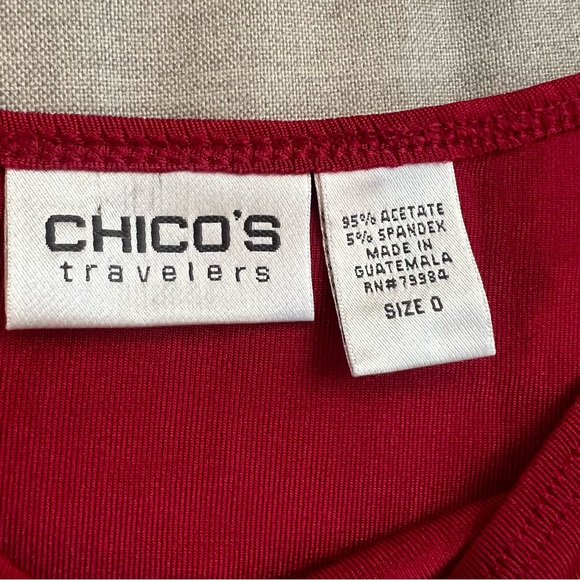 CHICO'S
travelers
95% ACETATE
5% SPANDEX
MADE IN
GUATEMALA
RN#79984
SIZE 0